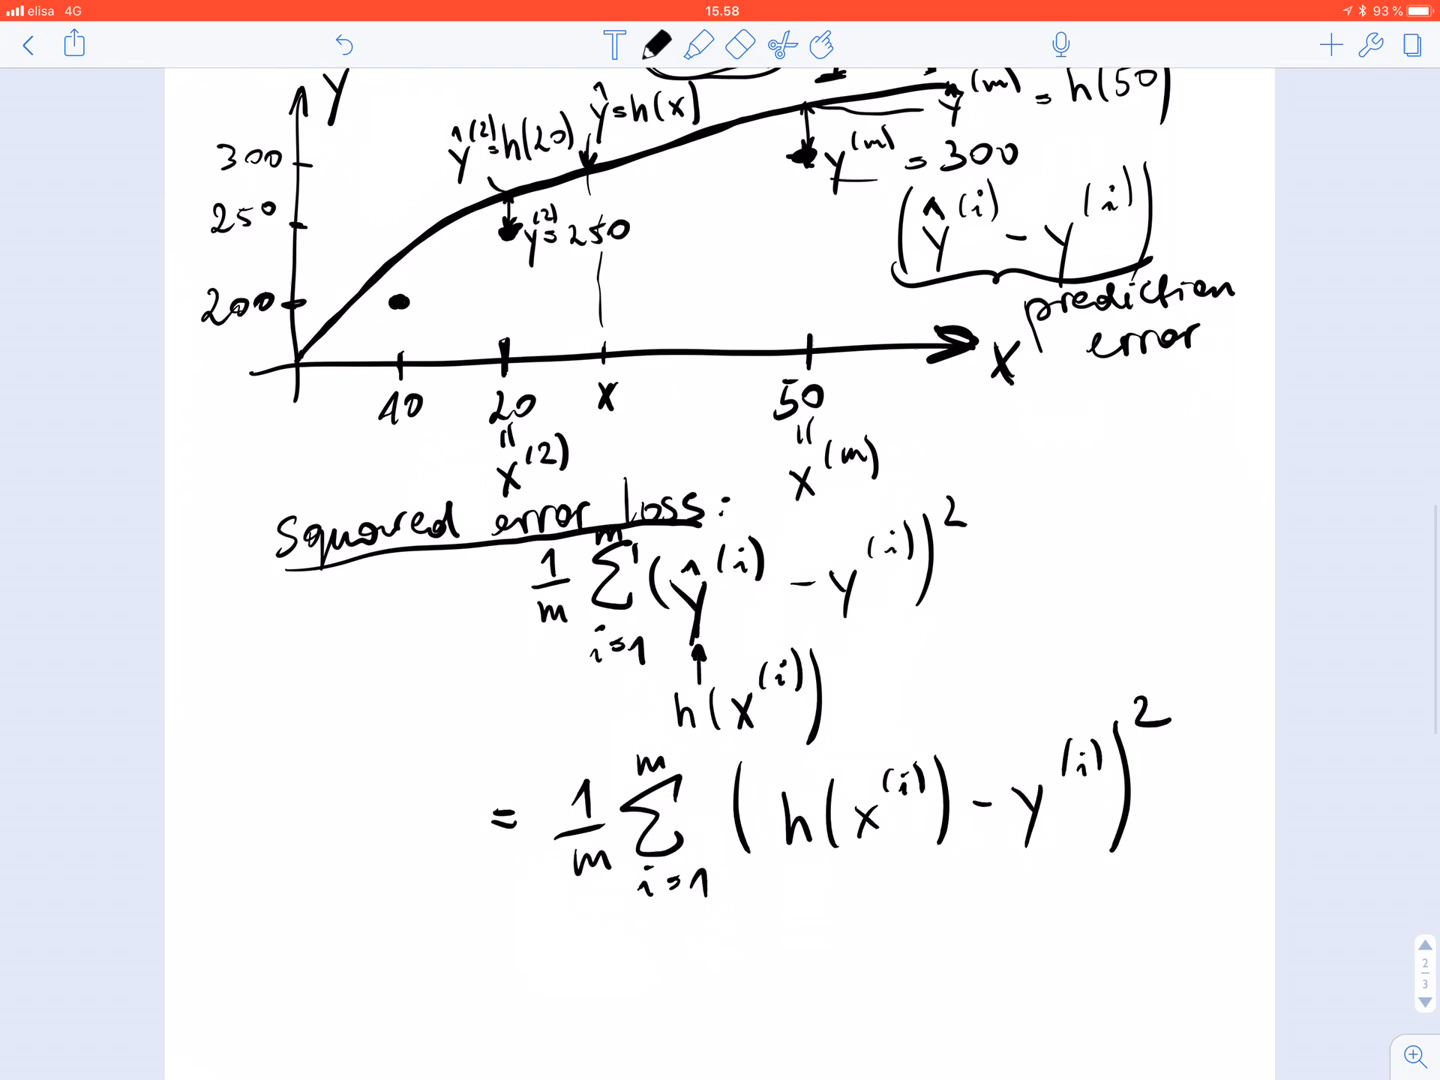 elisa 4G 15.58 93 %
T
y
ŷ^(2)=h(20) ŷ=h(x) ŷ^(m) = h(50)
300 y^(m) = 300
250 y^(2)=250 (ŷ^(i) - y^(i))
200 prediction
error
x
10 20 x 50
= =
x^(2) x^(m)
Squared error loss:
1/m Σ_{i=1}^{m} (ŷ^(i) - y^(i))^2
h(x^(i))
= 1/m Σ_{i=1}^{m} (h(x^(i)) - y^(i))^2
2
3